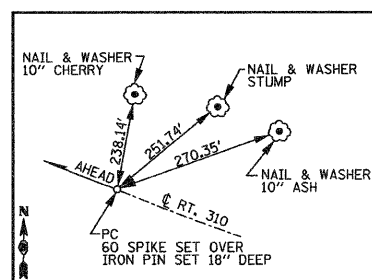 NAIL & WASHER
10" CHERRY
NAIL & WASHER
STUMP
238.14'
251.74'
270.35'
AHEAD
℄ RT. 310
NAIL & WASHER
10" ASH
PC
60 SPIKE SET OVER
IRON PIN SET 18" DEEP
N